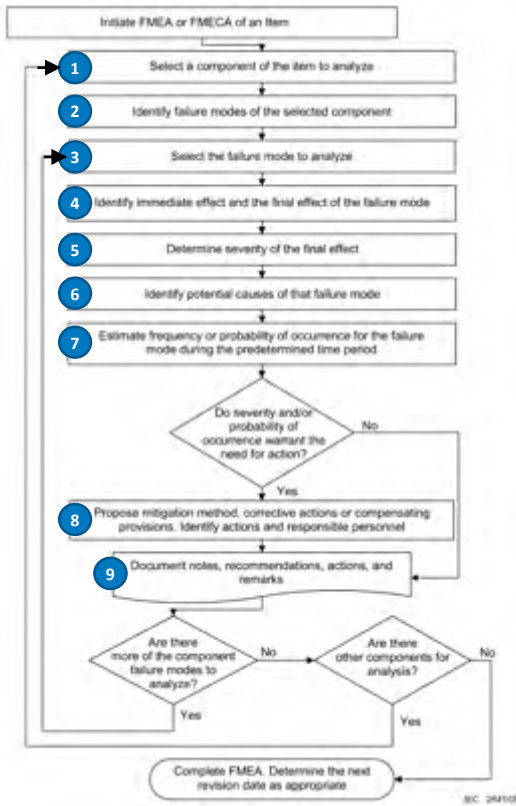 Initiate FMEA or FMECA of an Item
1
Select a component of the item to analyze
2
Identify failure modes of the selected component
3
Select the failure mode to analyze
4
Identify immediate effect and the final effect of the failure mode
5
Determine severity of the final effect
6
Identify potential causes of that failure mode
7
Estimate frequency or probability of occurrence for the failure
mode during the predetermined time period
Do severity and/or
probability of
occurrence warrant the
need for action?
No
Yes
8
Propose mitigation method, corrective actions or compensating
provisions. Identify actions and responsible personnel
9
Document notes, recommendations, actions, and
remarks
Are there
more of the component
failure modes to
analyze?
No
Are there
other components for
analysis?
No
Yes
Yes
Complete FMEA. Determine the next
revision date as appropriate
IEC